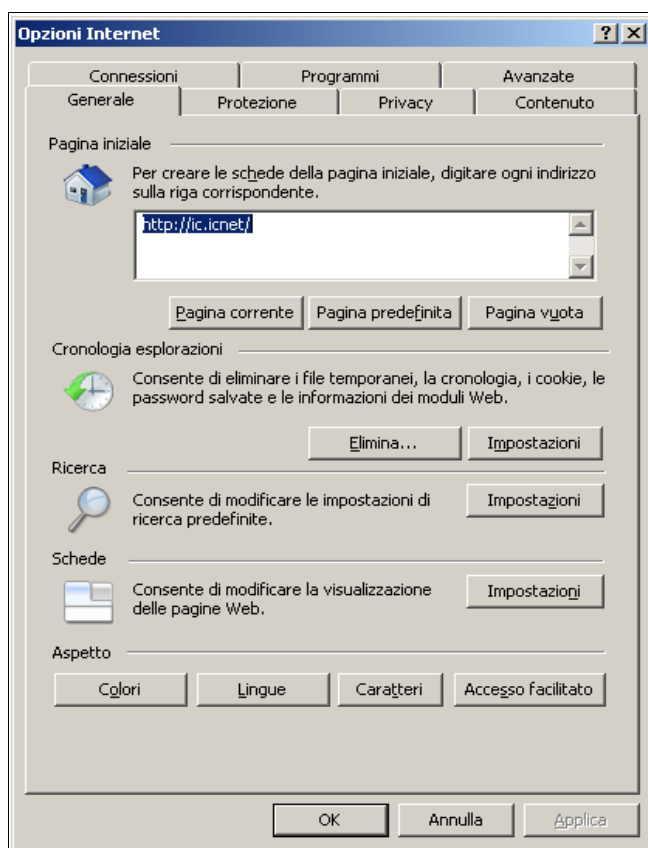 Opzioni Internet
Connessioni
Programmi
Avanzate
Generale
Protezione
Privacy
Contenuto
Pagina iniziale
Per creare le schede della pagina iniziale, digitare ogni indirizzo
sulla riga corrispondente.
http://ic.icnet/
Pagina corrente
Pagina predefinita
Pagina vuota
Cronologia esplorazioni
Consente di eliminare i file temporanei, la cronologia, i cookie, le
password salvate e le informazioni dei moduli Web.
Elimina...
Impostazioni
Ricerca
Consente di modificare le impostazioni di
ricerca predefinite.
Impostazioni
Schede
Consente di modificare la visualizzazione
delle pagine Web.
Impostazioni
Aspetto
Colori
Lingue
Caratteri
Accesso facilitato
OK
Annulla
Applica